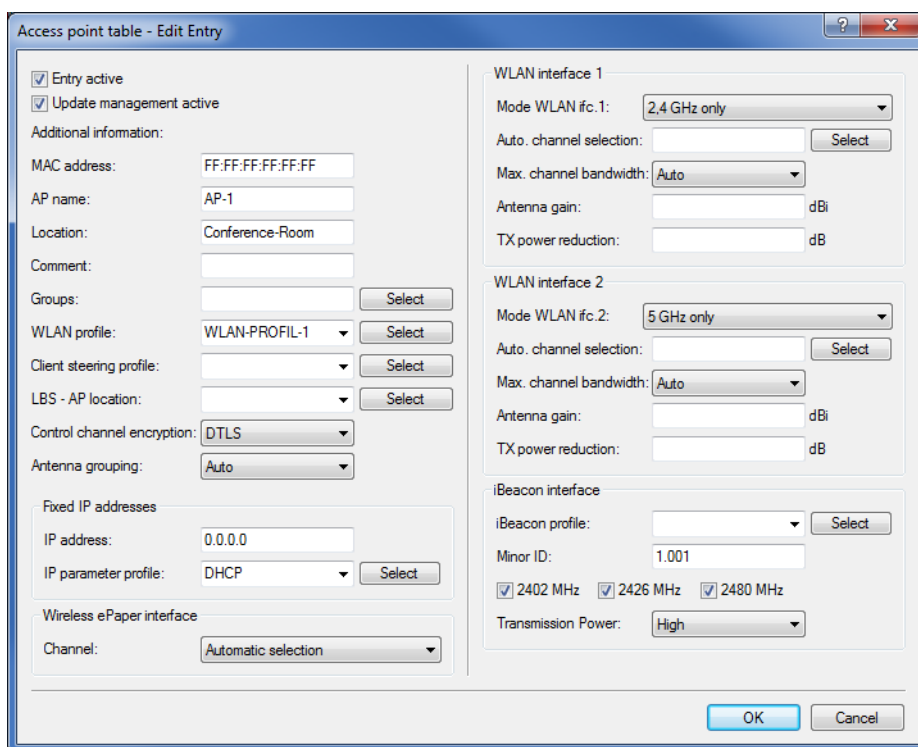 Access point table - Edit Entry
Entry active
Update management active
Additional information:
MAC address: FF:FF:FF:FF:FF:FF
AP name: AP-1
Location: Conference-Room
Comment:
Groups: Select
WLAN profile: WLAN-PROFIL-1 Select
Client steering profile: Select
LBS - AP location: Select
Control channel encryption: DTLS
Antenna grouping: Auto
Fixed IP addresses
IP address: 0.0.0.0
IP parameter profile: DHCP Select
Wireless ePaper interface
Channel: Automatic selection
WLAN interface 1
Mode WLAN ifc.1: 2,4 GHz only
Auto. channel selection: Select
Max. channel bandwidth: Auto
Antenna gain: dBi
TX power reduction: dB
WLAN interface 2
Mode WLAN ifc.2: 5 GHz only
Auto. channel selection: Select
Max. channel bandwidth: Auto
Antenna gain: dBi
TX power reduction: dB
iBeacon interface
iBeacon profile: Select
Minor ID: 1.001
2402 MHz 2426 MHz 2480 MHz
Transmission Power: High
OK Cancel